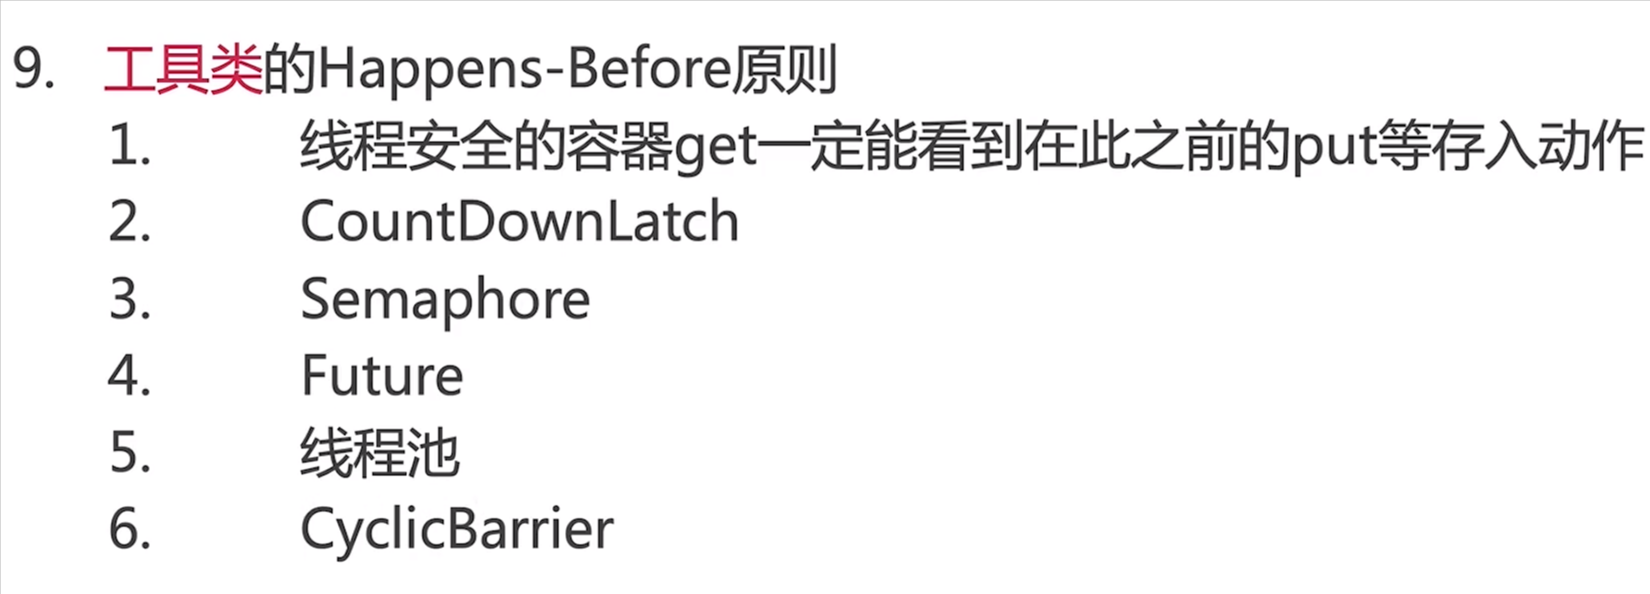 9. 工具类的Happens-Before原则
1. 线程安全的容器get一定能看到在此之前的put等存入动作
2. CountDownLatch
3. Semaphore
4. Future
5. 线程池
6. CyclicBarrier